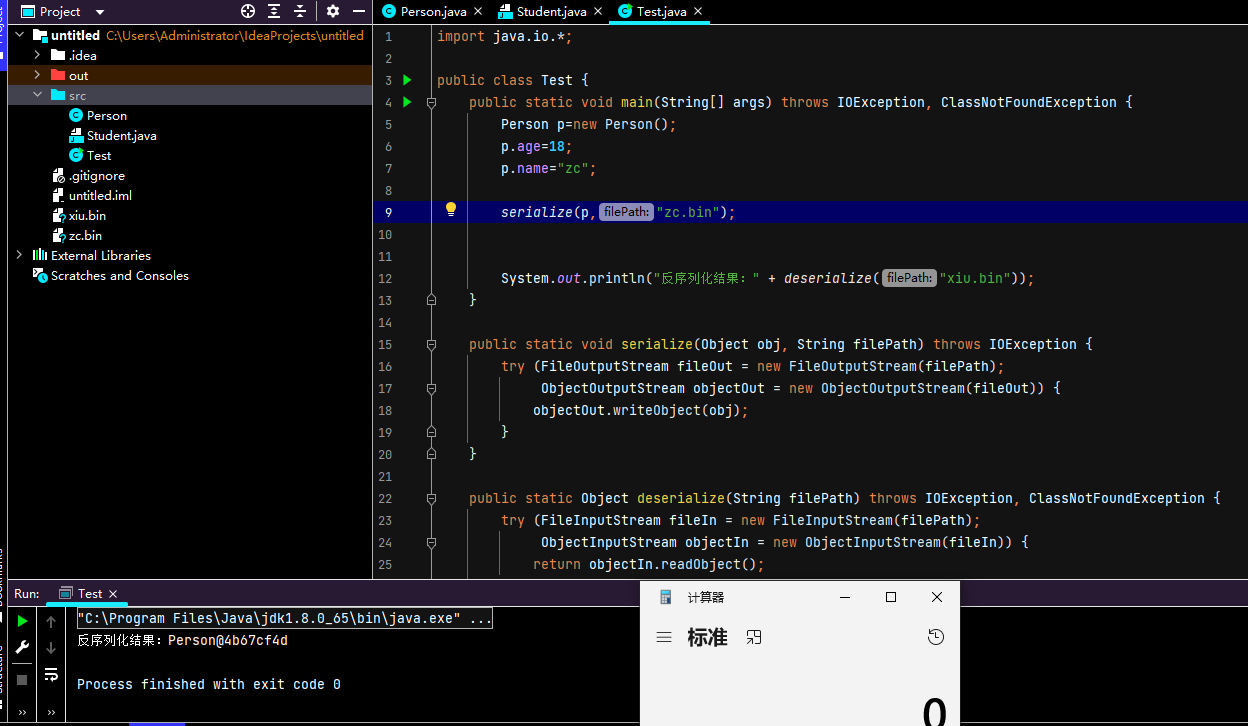 Project
Person.java
Student.java
Test.java
untitled C:\Users\Administrator\IdeaProjects\untitled
.idea
out
src
Person
Student.java
Test
.gitignore
untitled.iml
xiu.bin
zc.bin
External Libraries
Scratches and Consoles
1 import java.io.*;
2
3 public class Test {
4 public static void main(String[] args) throws IOException, ClassNotFoundException {
5 Person p=new Person();
6 p.age=18;
7 p.name="zc";
8
9 serialize(p, filePath: "zc.bin");
10
11
12 System.out.println("反序列化结果：" + deserialize( filePath: "xiu.bin"));
13 }
14
15 public static void serialize(Object obj, String filePath) throws IOException {
16 try (FileOutputStream fileOut = new FileOutputStream(filePath);
17 ObjectOutputStream objectOut = new ObjectOutputStream(fileOut)) {
18 objectOut.writeObject(obj);
19 }
20 }
21
22 public static Object deserialize(String filePath) throws IOException, ClassNotFoundException {
23 try (FileInputStream fileIn = new FileInputStream(filePath);
24 ObjectInputStream objectIn = new ObjectInputStream(fileIn)) {
25 return objectIn.readObject();
Run: Test
"C:\Program Files\Java\jdk1.8.0_65\bin\java.exe" ...
反序列化结果：Person@4b67cf4d
Process finished with exit code 0
计算器
标准
0